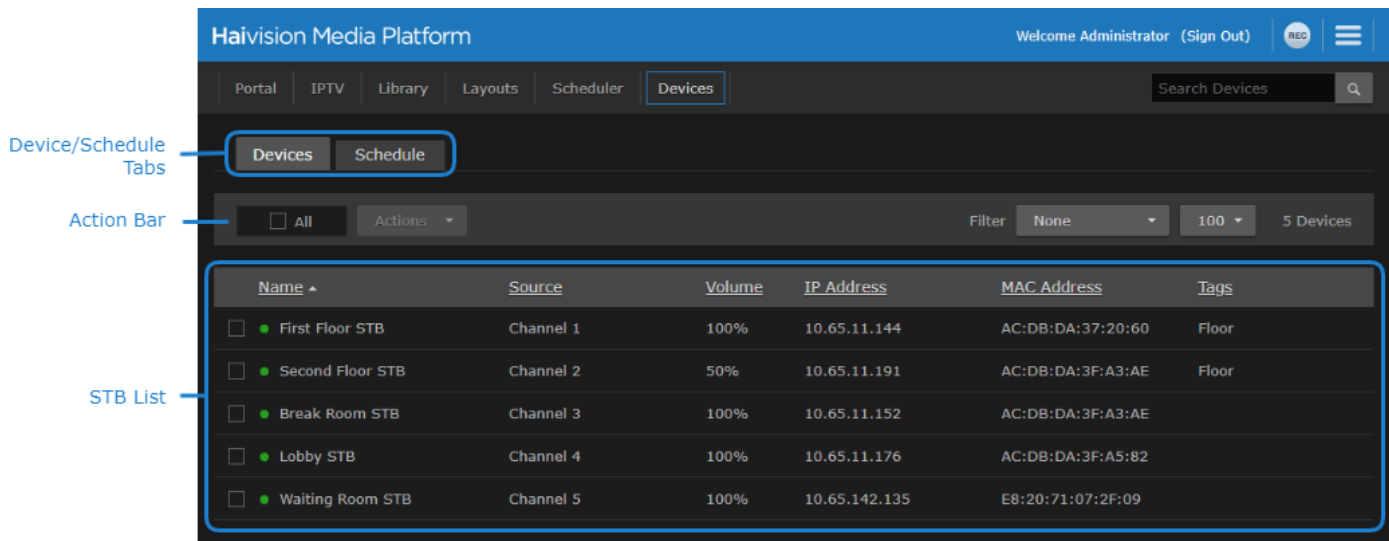 Haivision Media Platform
Welcome Administrator (Sign Out)
REC
Portal IPTV Library Layouts Scheduler Devices
Search Devices
Device/Schedule
Tabs
Devices Schedule
Action Bar
All Actions Filter None 100 5 Devices
STB List
Name Source Volume IP Address MAC Address Tags
First Floor STB Channel 1 100% 10.65.11.144 AC:DB:DA:37:20:60 Floor
Second Floor STB Channel 2 50% 10.65.11.191 AC:DB:DA:3F:A3:AE Floor
Break Room STB Channel 3 100% 10.65.11.152 AC:DB:DA:3F:A3:AE
Lobby STB Channel 4 100% 10.65.11.176 AC:DB:DA:3F:A5:82
Waiting Room STB Channel 5 100% 10.65.142.135 E8:20:71:07:2F:09